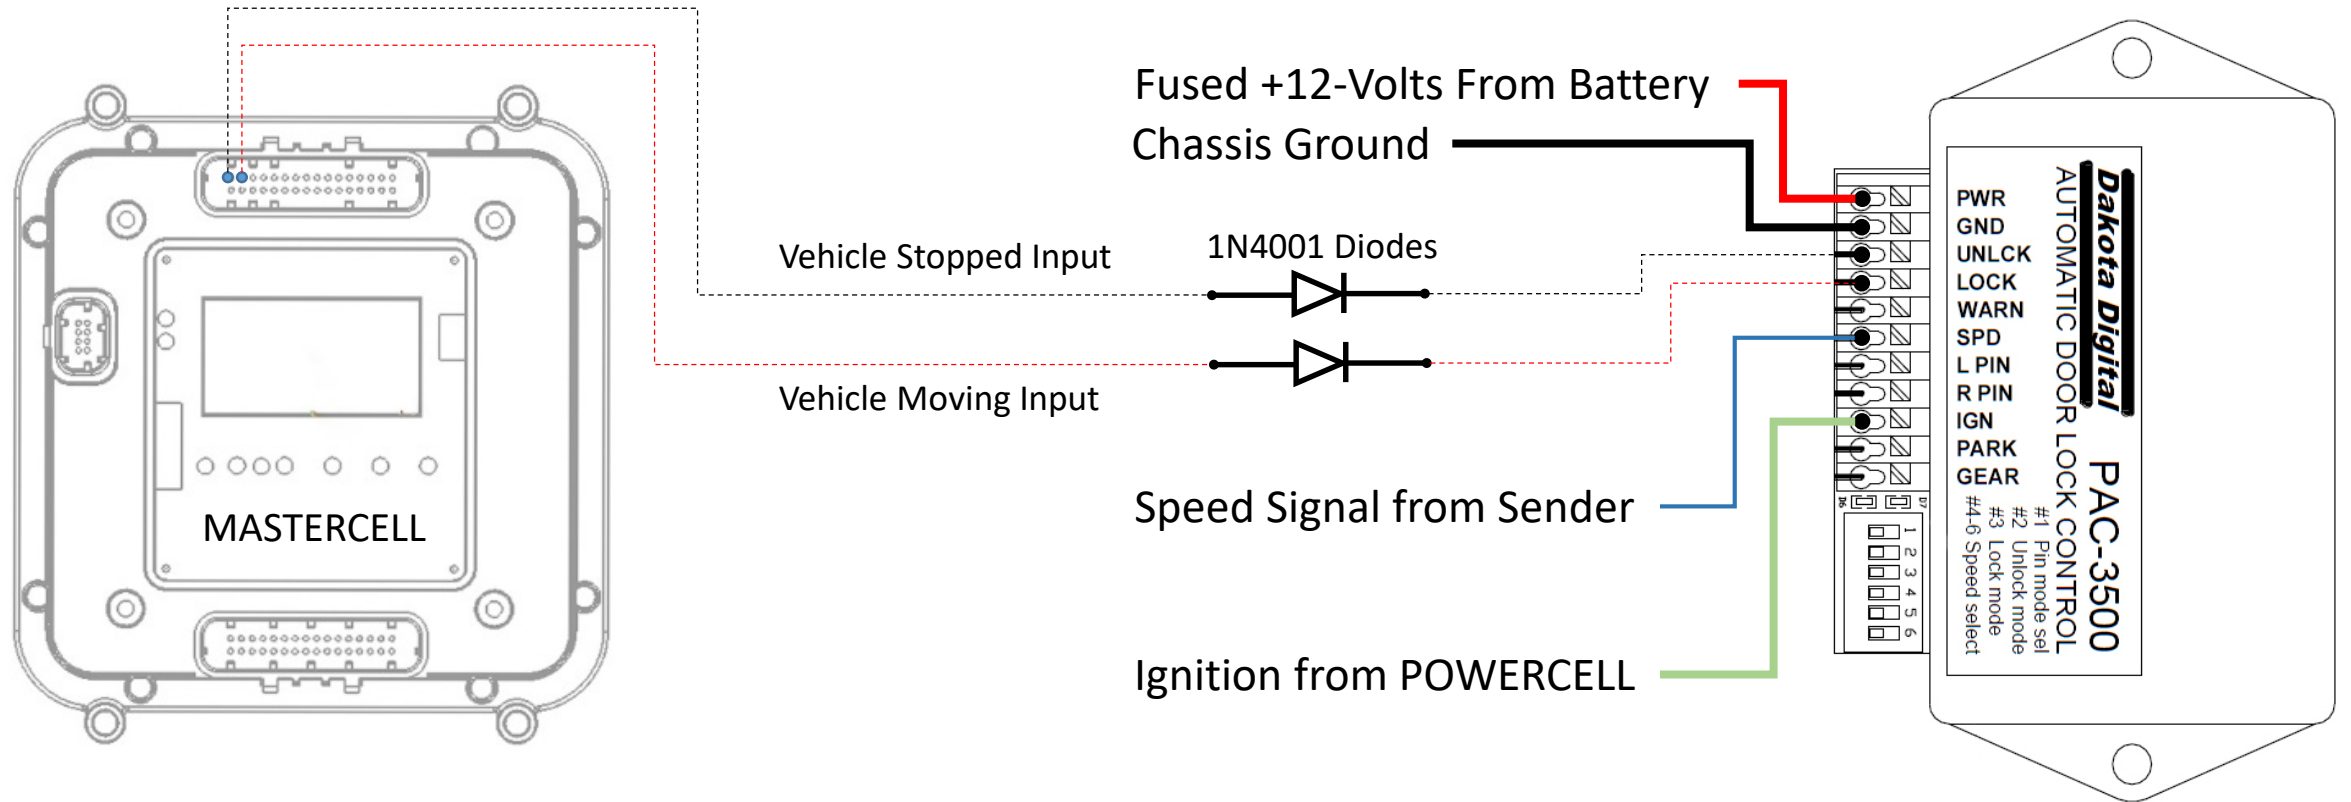 Fused +12-Volts From Battery
Chassis Ground
Vehicle Stopped Input
1N4001 Diodes
Vehicle Moving Input
Speed Signal from Sender
Ignition from POWERCELL
MASTERCELL
PWR
GND
UNLCK
LOCK
WARN
SPD
L PIN
R PIN
IGN
PARK
GEAR
D6
D7
1
2
3
4
5
6
Dakota Digital PAC-3500
AUTOMATIC DOOR LOCK CONTROL
#1 Pin mode sel
#2 Unlock mode
#3 Lock mode
#4-6 Speed select